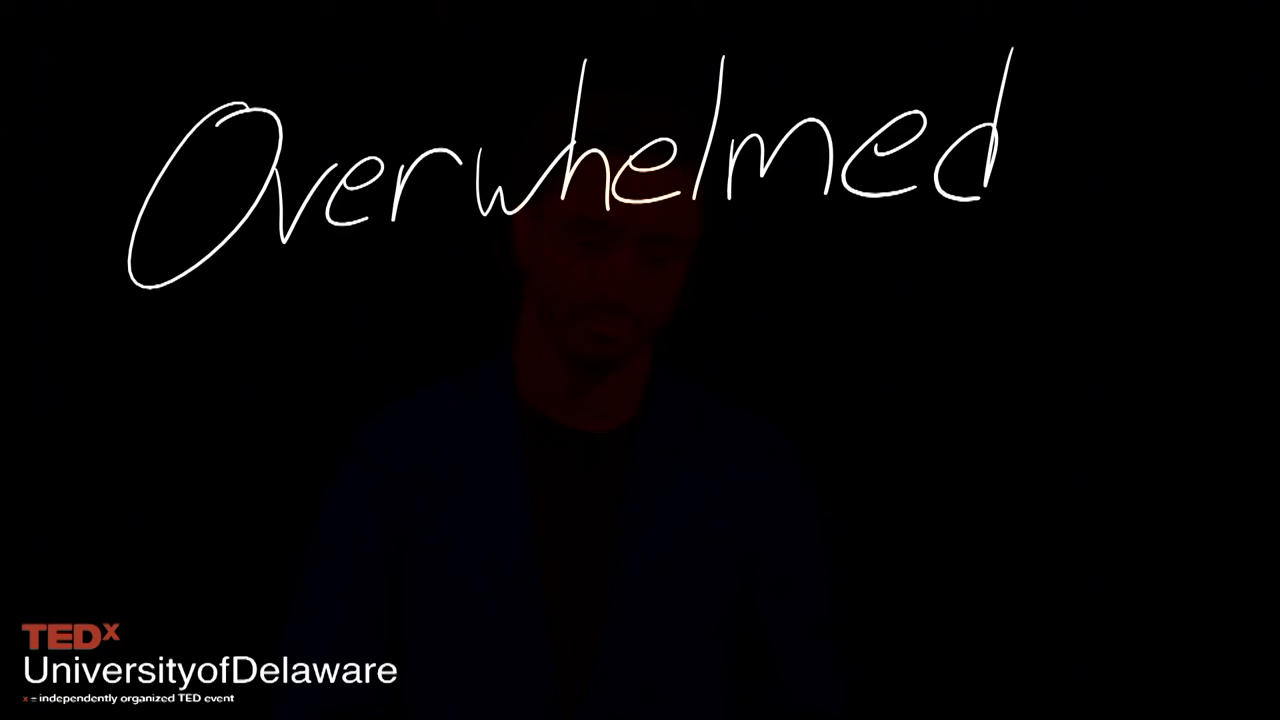 Overwhelmed
TEDx
UniversityofDelaware
x = independently organized TED event